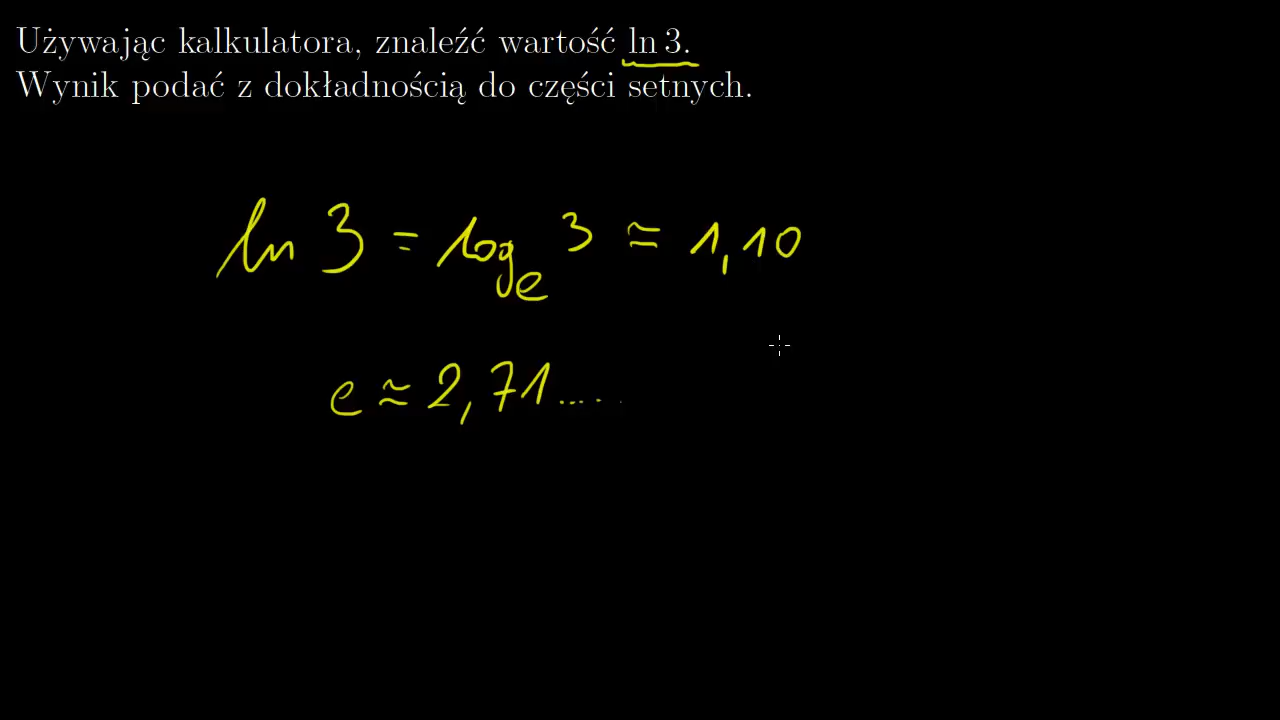 Używając kalkulatora, znaleźć wartość ln 3.
Wynik podać z dokładnością do części setnych.
ln 3 = log_e 3 ≃ 1,10
e ≈ 2,71.....